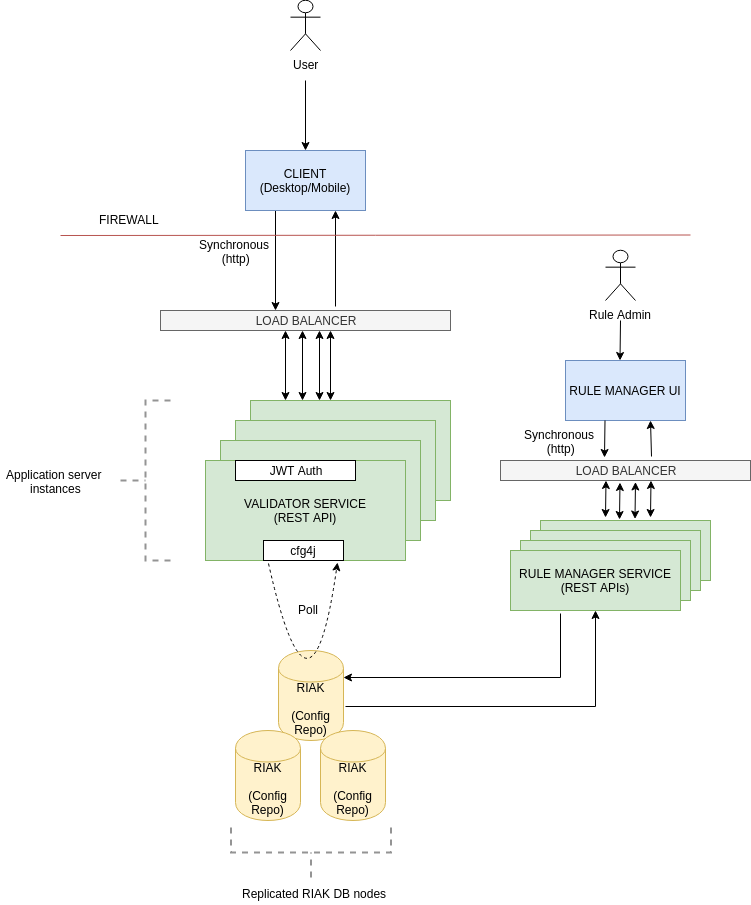 User
CLIENT
(Desktop/Mobile)
FIREWALL
Synchronous
(http)
LOAD BALANCER
Rule Admin
RULE MANAGER UI
Synchronous
(http)
LOAD BALANCER
Application server
instances
JWT Auth
VALIDATOR SERVICE
(REST API)
cfg4j
RULE MANAGER SERVICE
(REST APIs)
Poll
RIAK
(Config
Repo)
RIAK
(Config
Repo)
RIAK
(Config
Repo)
Replicated RIAK DB nodes